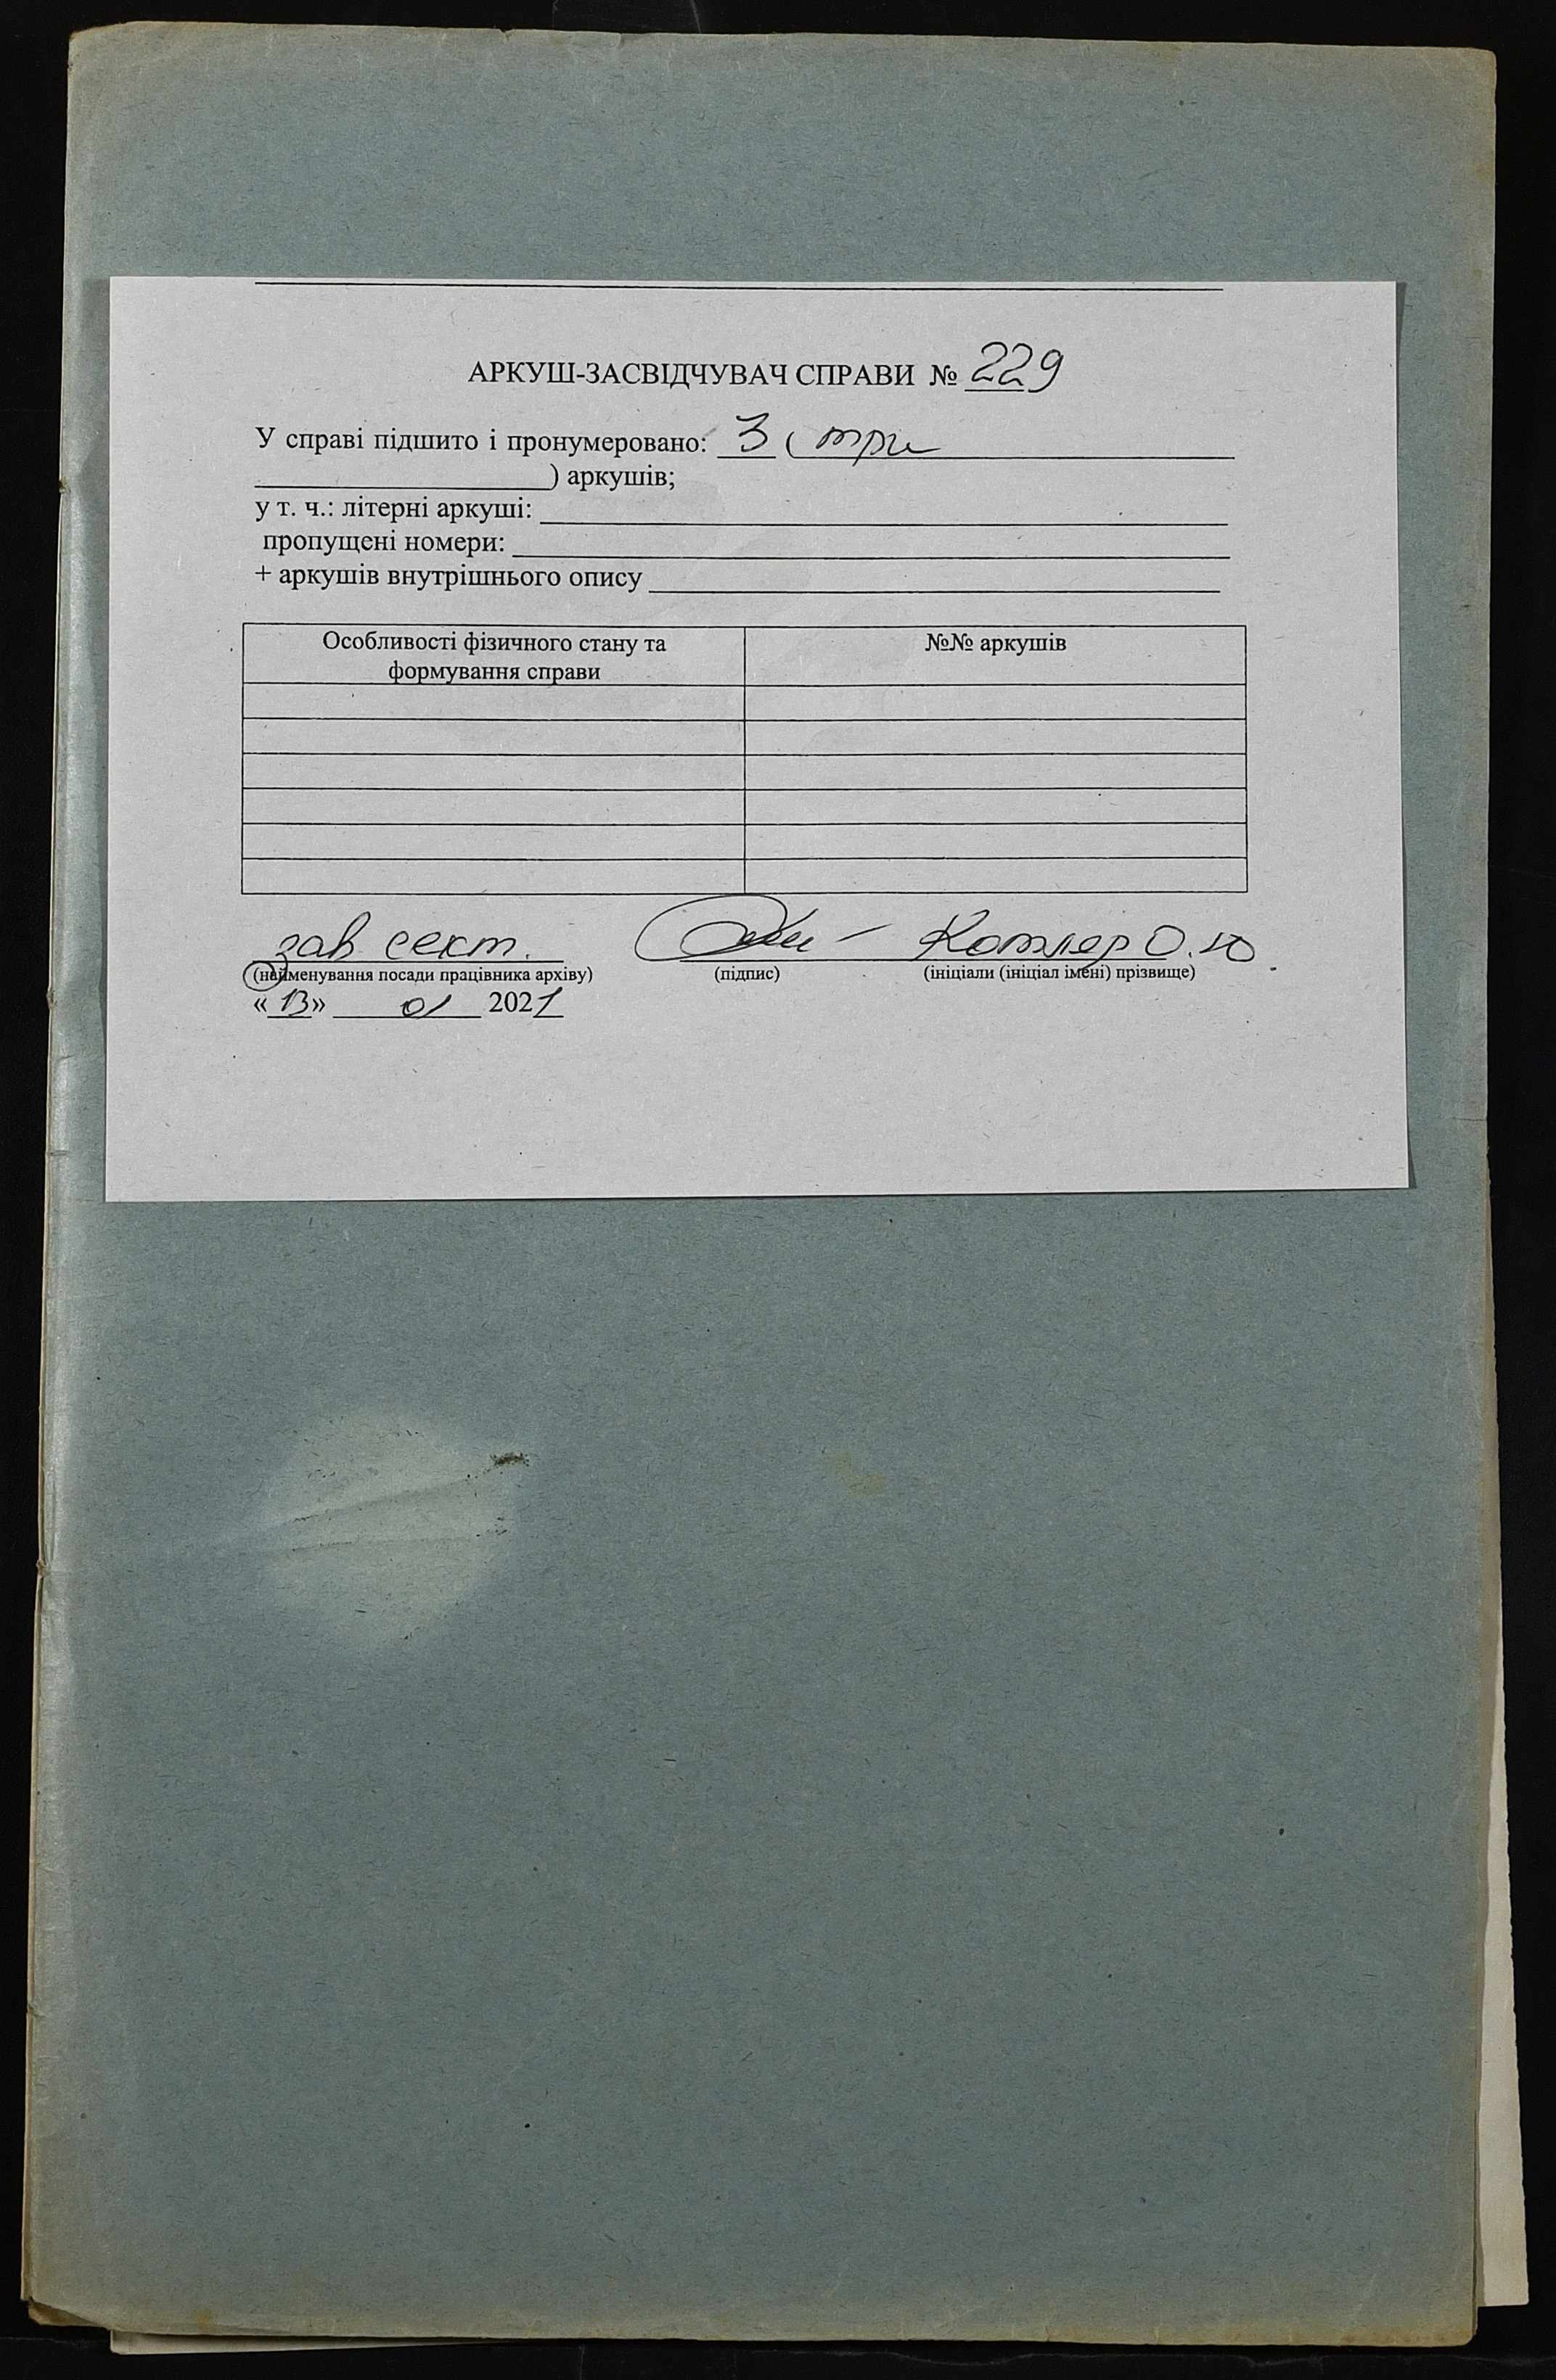 АРКУШ-ЗАСВІДЧУВАЧ СПРАВИ № 229
У справі підшито і пронумеровано: 3 ( три
) аркушів;
у т. ч.: літерні аркуші:
пропущені номери:
+ аркушів внутрішнього опису
Особливості фізичного стану та
формування справи
№№ аркушів
зав сект. Котляр О.Ю
(найменування посади працівника архіву) (підпис) (ініціали (ініціал імені) прізвище)
« 13» 01 2021